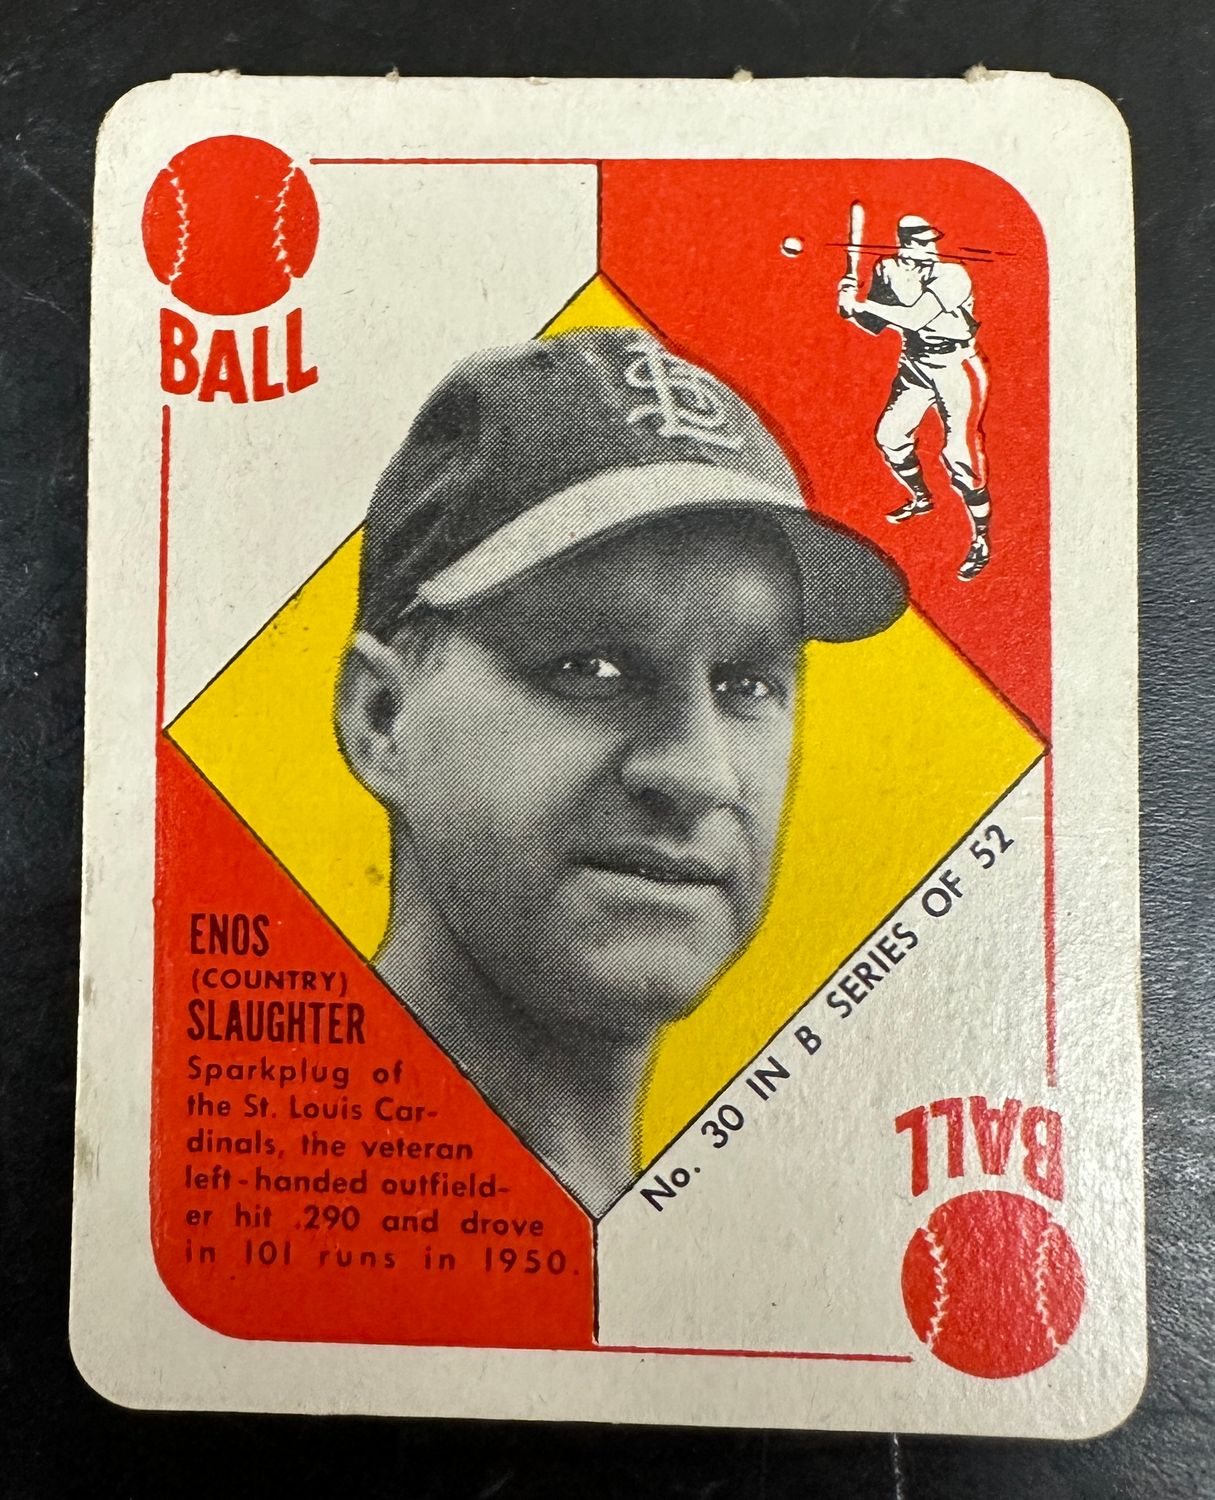 BALL
StL
ENOS
(COUNTRY)
SLAUGHTER
Sparkplug of
the St. Louis Car-
dinals, the veteran
left-handed outfield-
er hit .290 and drove
in 101 runs in 1950.
No. 30 IN B SERIES OF 52
BALL